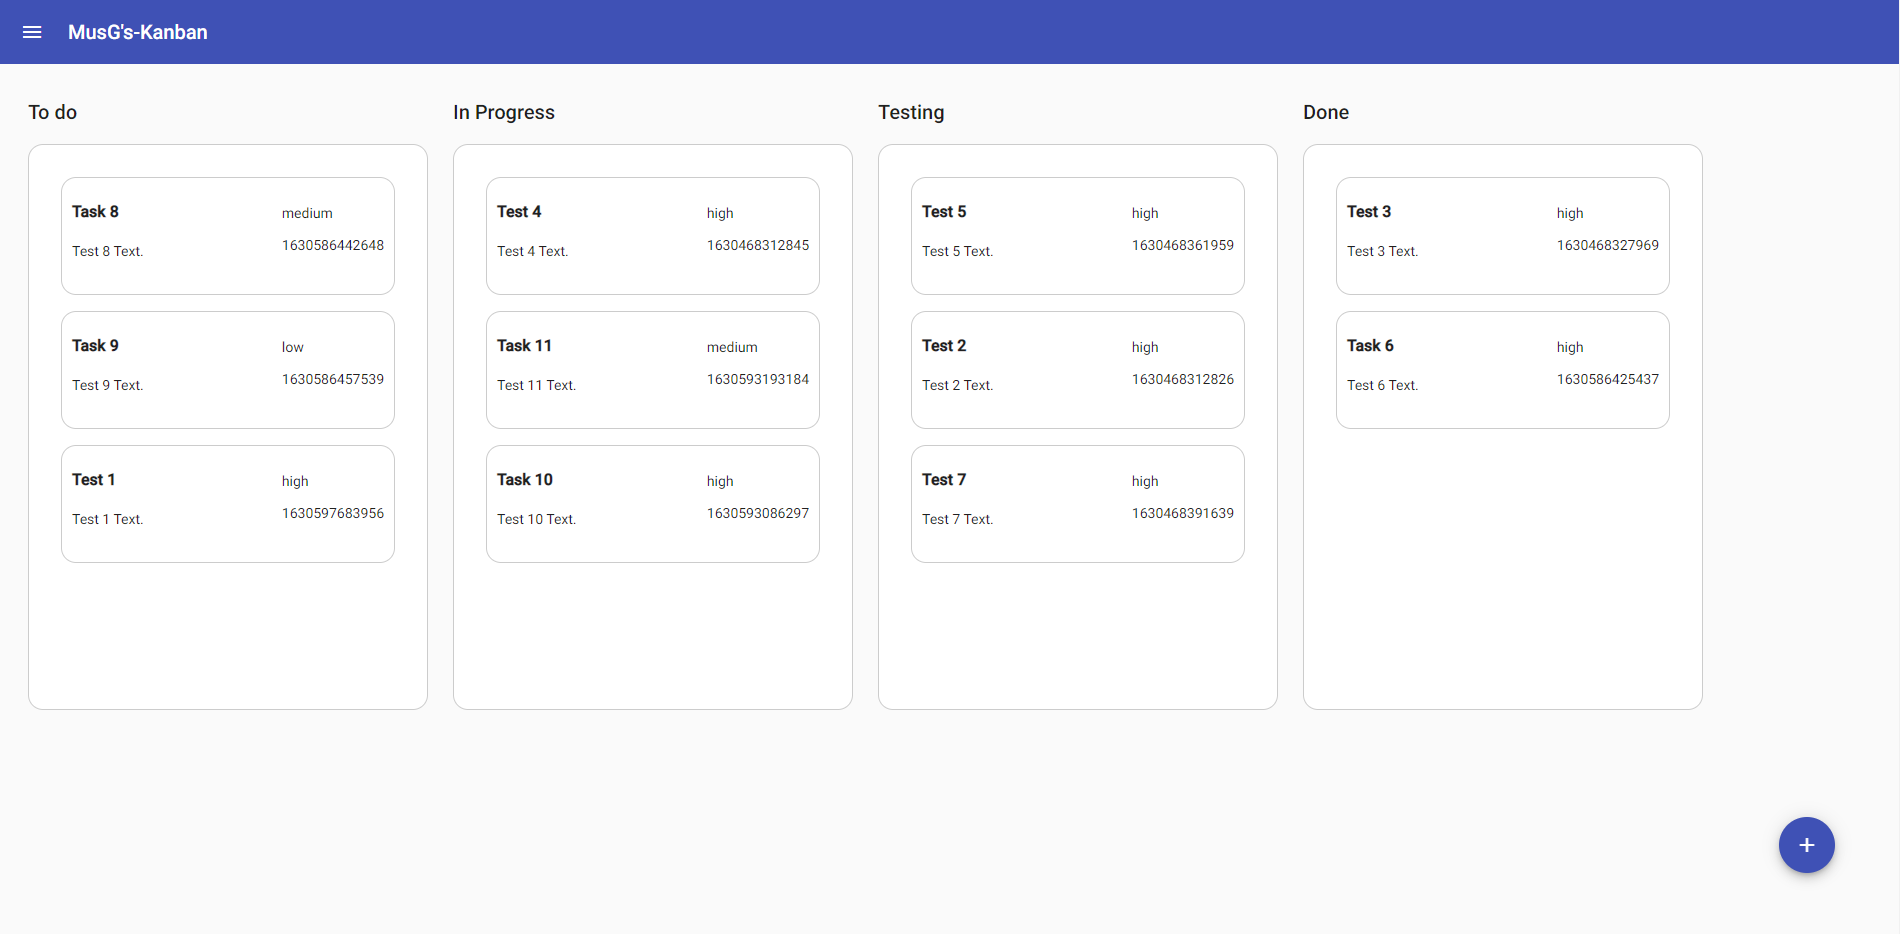 MusG's-Kanban
To do
Task 8
medium
Test 8 Text.
1630586442648
Task 9
low
Test 9 Text.
1630586457539
Test 1
high
Test 1 Text.
1630597683956
In Progress
Test 4
high
Test 4 Text.
1630468312845
Task 11
medium
Test 11 Text.
1630593193184
Task 10
high
Test 10 Text.
1630593086297
Testing
Test 5
high
Test 5 Text.
1630468361959
Test 2
high
Test 2 Text.
1630468312826
Test 7
high
Test 7 Text.
1630468391639
Done
Test 3
high
Test 3 Text.
1630468327969
Task 6
high
Test 6 Text.
1630586425437